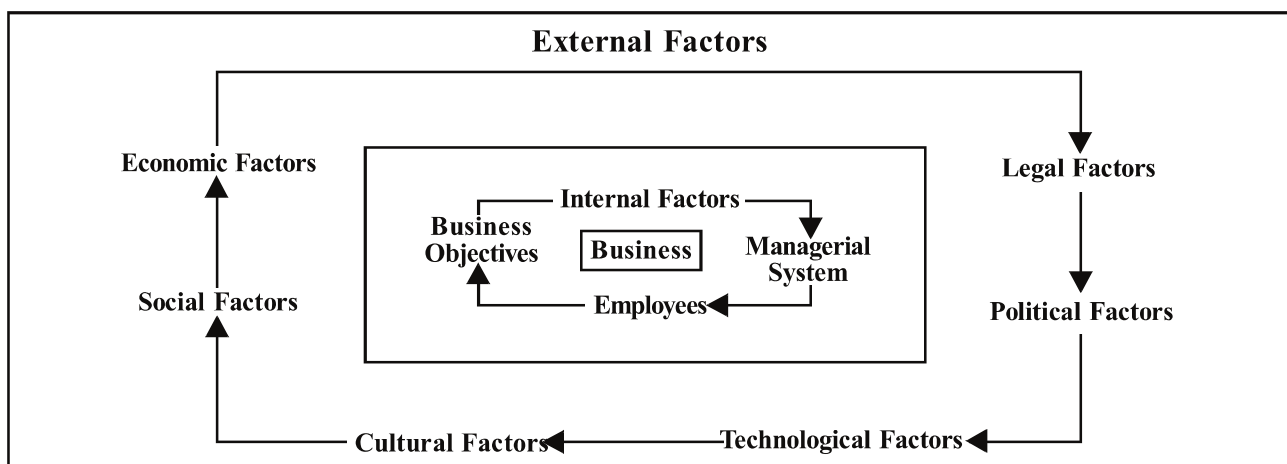 External Factors
Economic Factors
Legal Factors
Internal Factors
Business
Objectives
Business
Managerial
System
Employees
Social Factors
Political Factors
Cultural Factors
Technological Factors